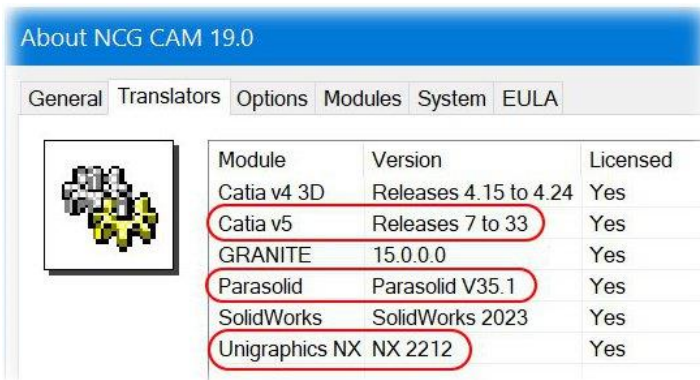 About NCG CAM 19.0
General Translators Options Modules System EULA
Module Version Licensed
Catia v4 3D Releases 4.15 to 4.24 Yes
Catia v5 Releases 7 to 33 Yes
GRANITE 15.0.0.0 Yes
Parasolid Parasolid V35.1 Yes
SolidWorks SolidWorks 2023 Yes
Unigraphics NX NX 2212 Yes